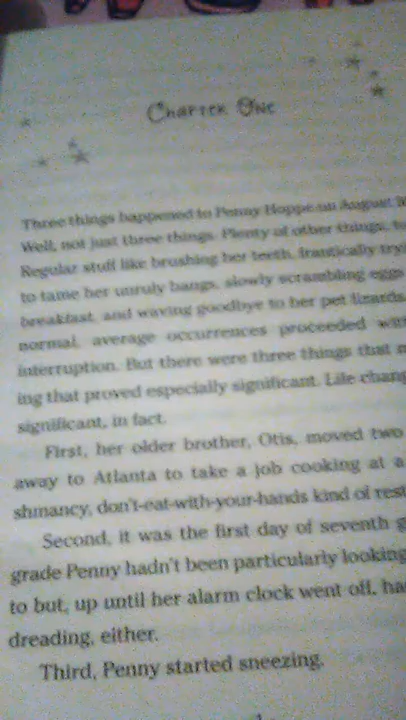 Chapter One
Three things happened to Penny Hoppe on August
Well, not just three things. Plenty of other things, to
Regular stuff like brushing her teeth, frantically
to tame her unruly bangs, slowly scrambling eggs
breakfast, and waving goodbye to her pet lizards.
normal, average occurrences proceeded
interruption. But there were three things that
ing that proved especially significant. Life
significant, in fact.
First, her older brother, Otis, moved two
away to Atlanta to take a job cooking at a
shmancy, don't-eat-with-your-hands kind of
Second, it was the first day of seventh
grade Penny hadn't been particularly looking
to but, up until her alarm clock went off,
dreading, either.
Third, Penny started sneezing.